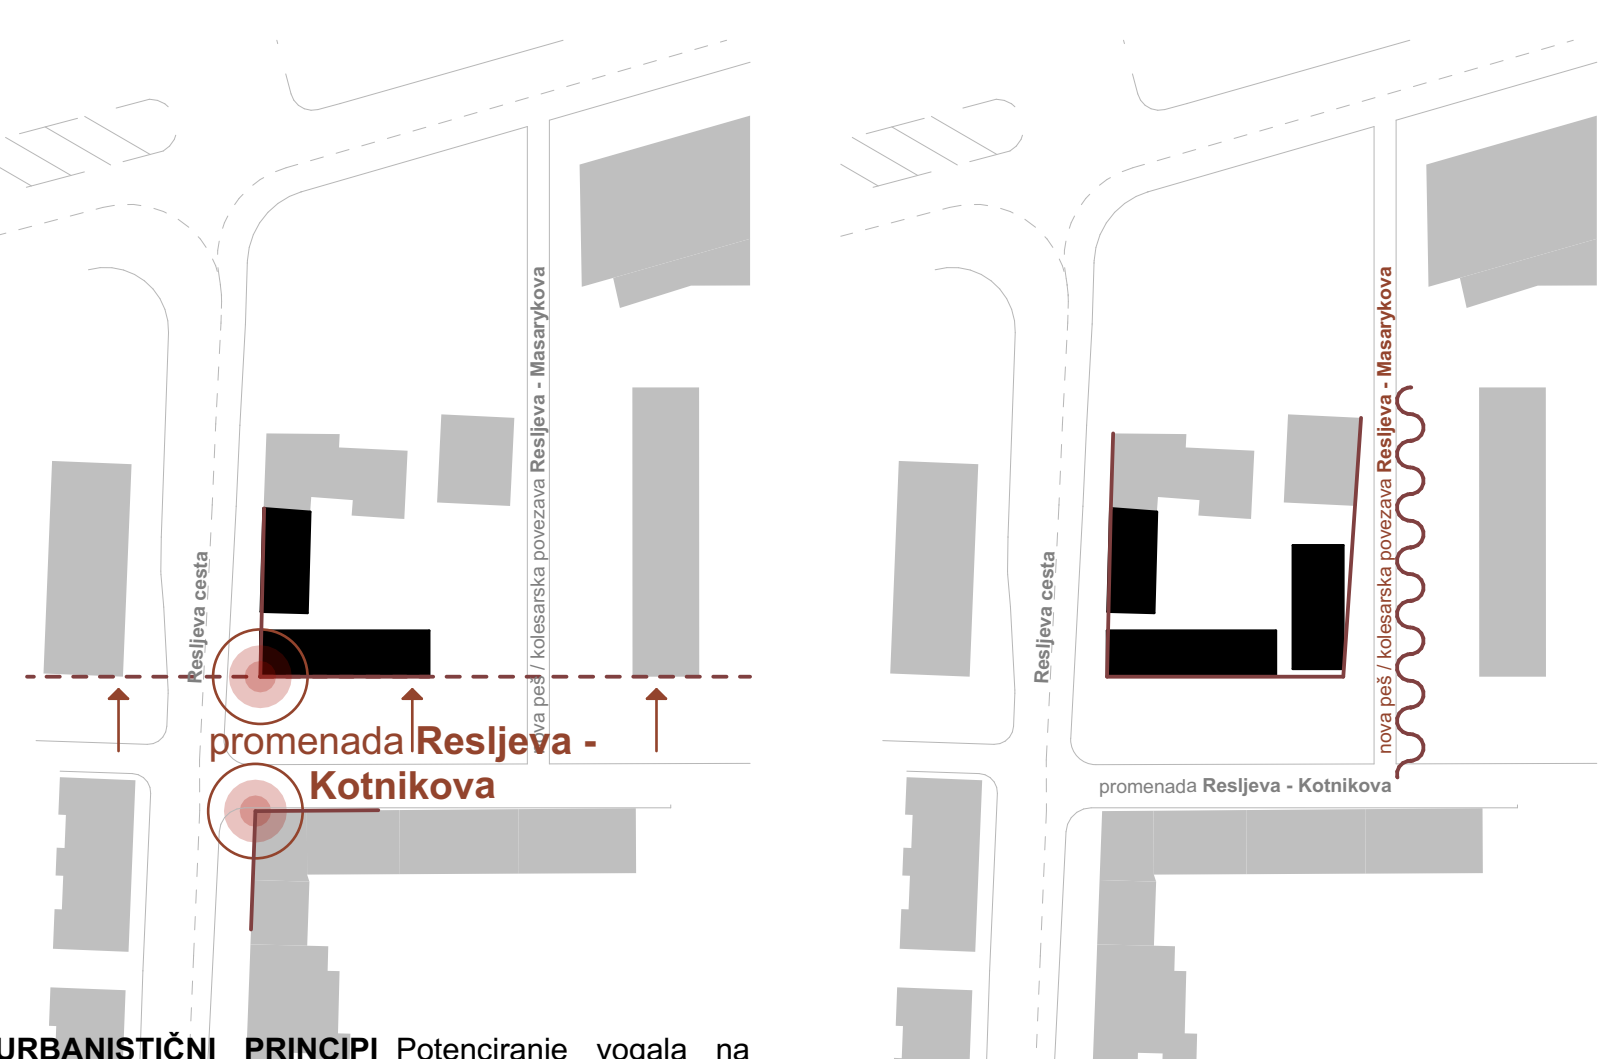 nova peš / kolesarska povezava Resljeva - Masarykova
Resljeva cesta
promenada Resljeva -
Kotnikova
URBANISTIČNI PRINCIPI Potenciranje vogala na
nova peš / kolesarska povezava Resljeva - Masarykova
Resljeva cesta
promenada Resljeva - Kotnikova